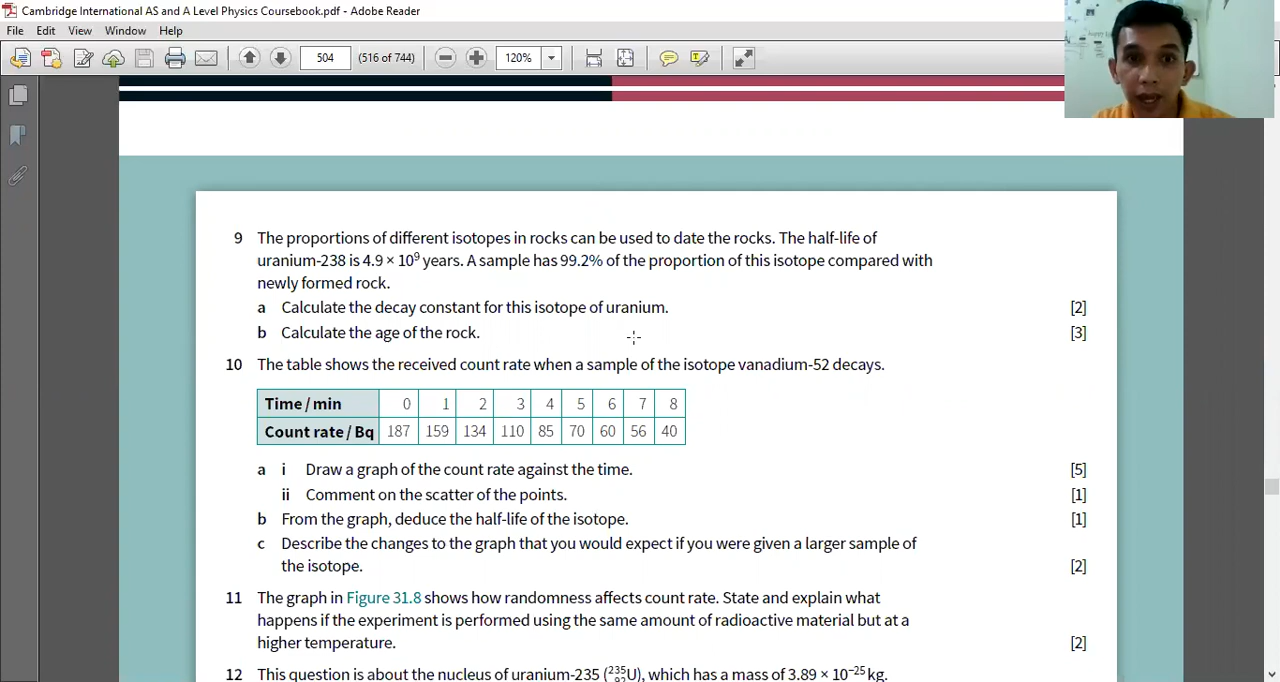 Cambridge International AS and A Level Physics Coursebook.pdf - Adobe Reader
File Edit View Window Help
504 (516 of 744) 120%
9 The proportions of different isotopes in rocks can be used to date the rocks. The half-life of
uranium-238 is 4.9 × 10⁹ years. A sample has 99.2% of the proportion of this isotope compared with
newly formed rock.
a Calculate the decay constant for this isotope of uranium. [2]
b Calculate the age of the rock. [3]
10 The table shows the received count rate when a sample of the isotope vanadium-52 decays.
Time / min 0 1 2 3 4 5 6 7 8
Count rate / Bq 187 159 134 110 85 70 60 56 40
a i Draw a graph of the count rate against the time. [5]
ii Comment on the scatter of the points. [1]
b From the graph, deduce the half-life of the isotope. [1]
c Describe the changes to the graph that you would expect if you were given a larger sample of
the isotope. [2]
11 The graph in Figure 31.8 shows how randomness affects count rate. State and explain what
happens if the experiment is performed using the same amount of radioactive material but at a
higher temperature. [2]
12 This question is about the nucleus of uranium-235 (²³⁵₉₂U), which has a mass of 3.89 × 10⁻²⁵ kg.